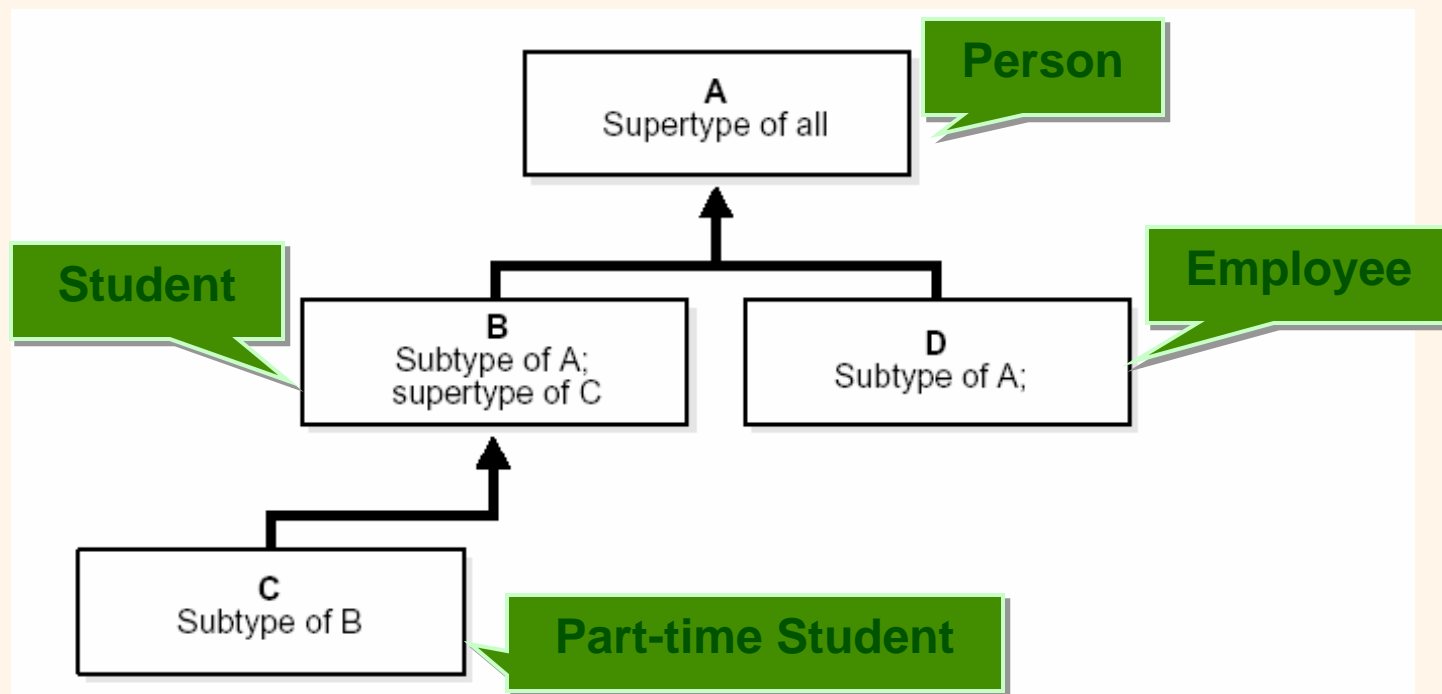 Person
A
Supertype of all
Student
Employee
B
Subtype of A;
supertype of C
D
Subtype of A;
C
Subtype of B
Part-time Student